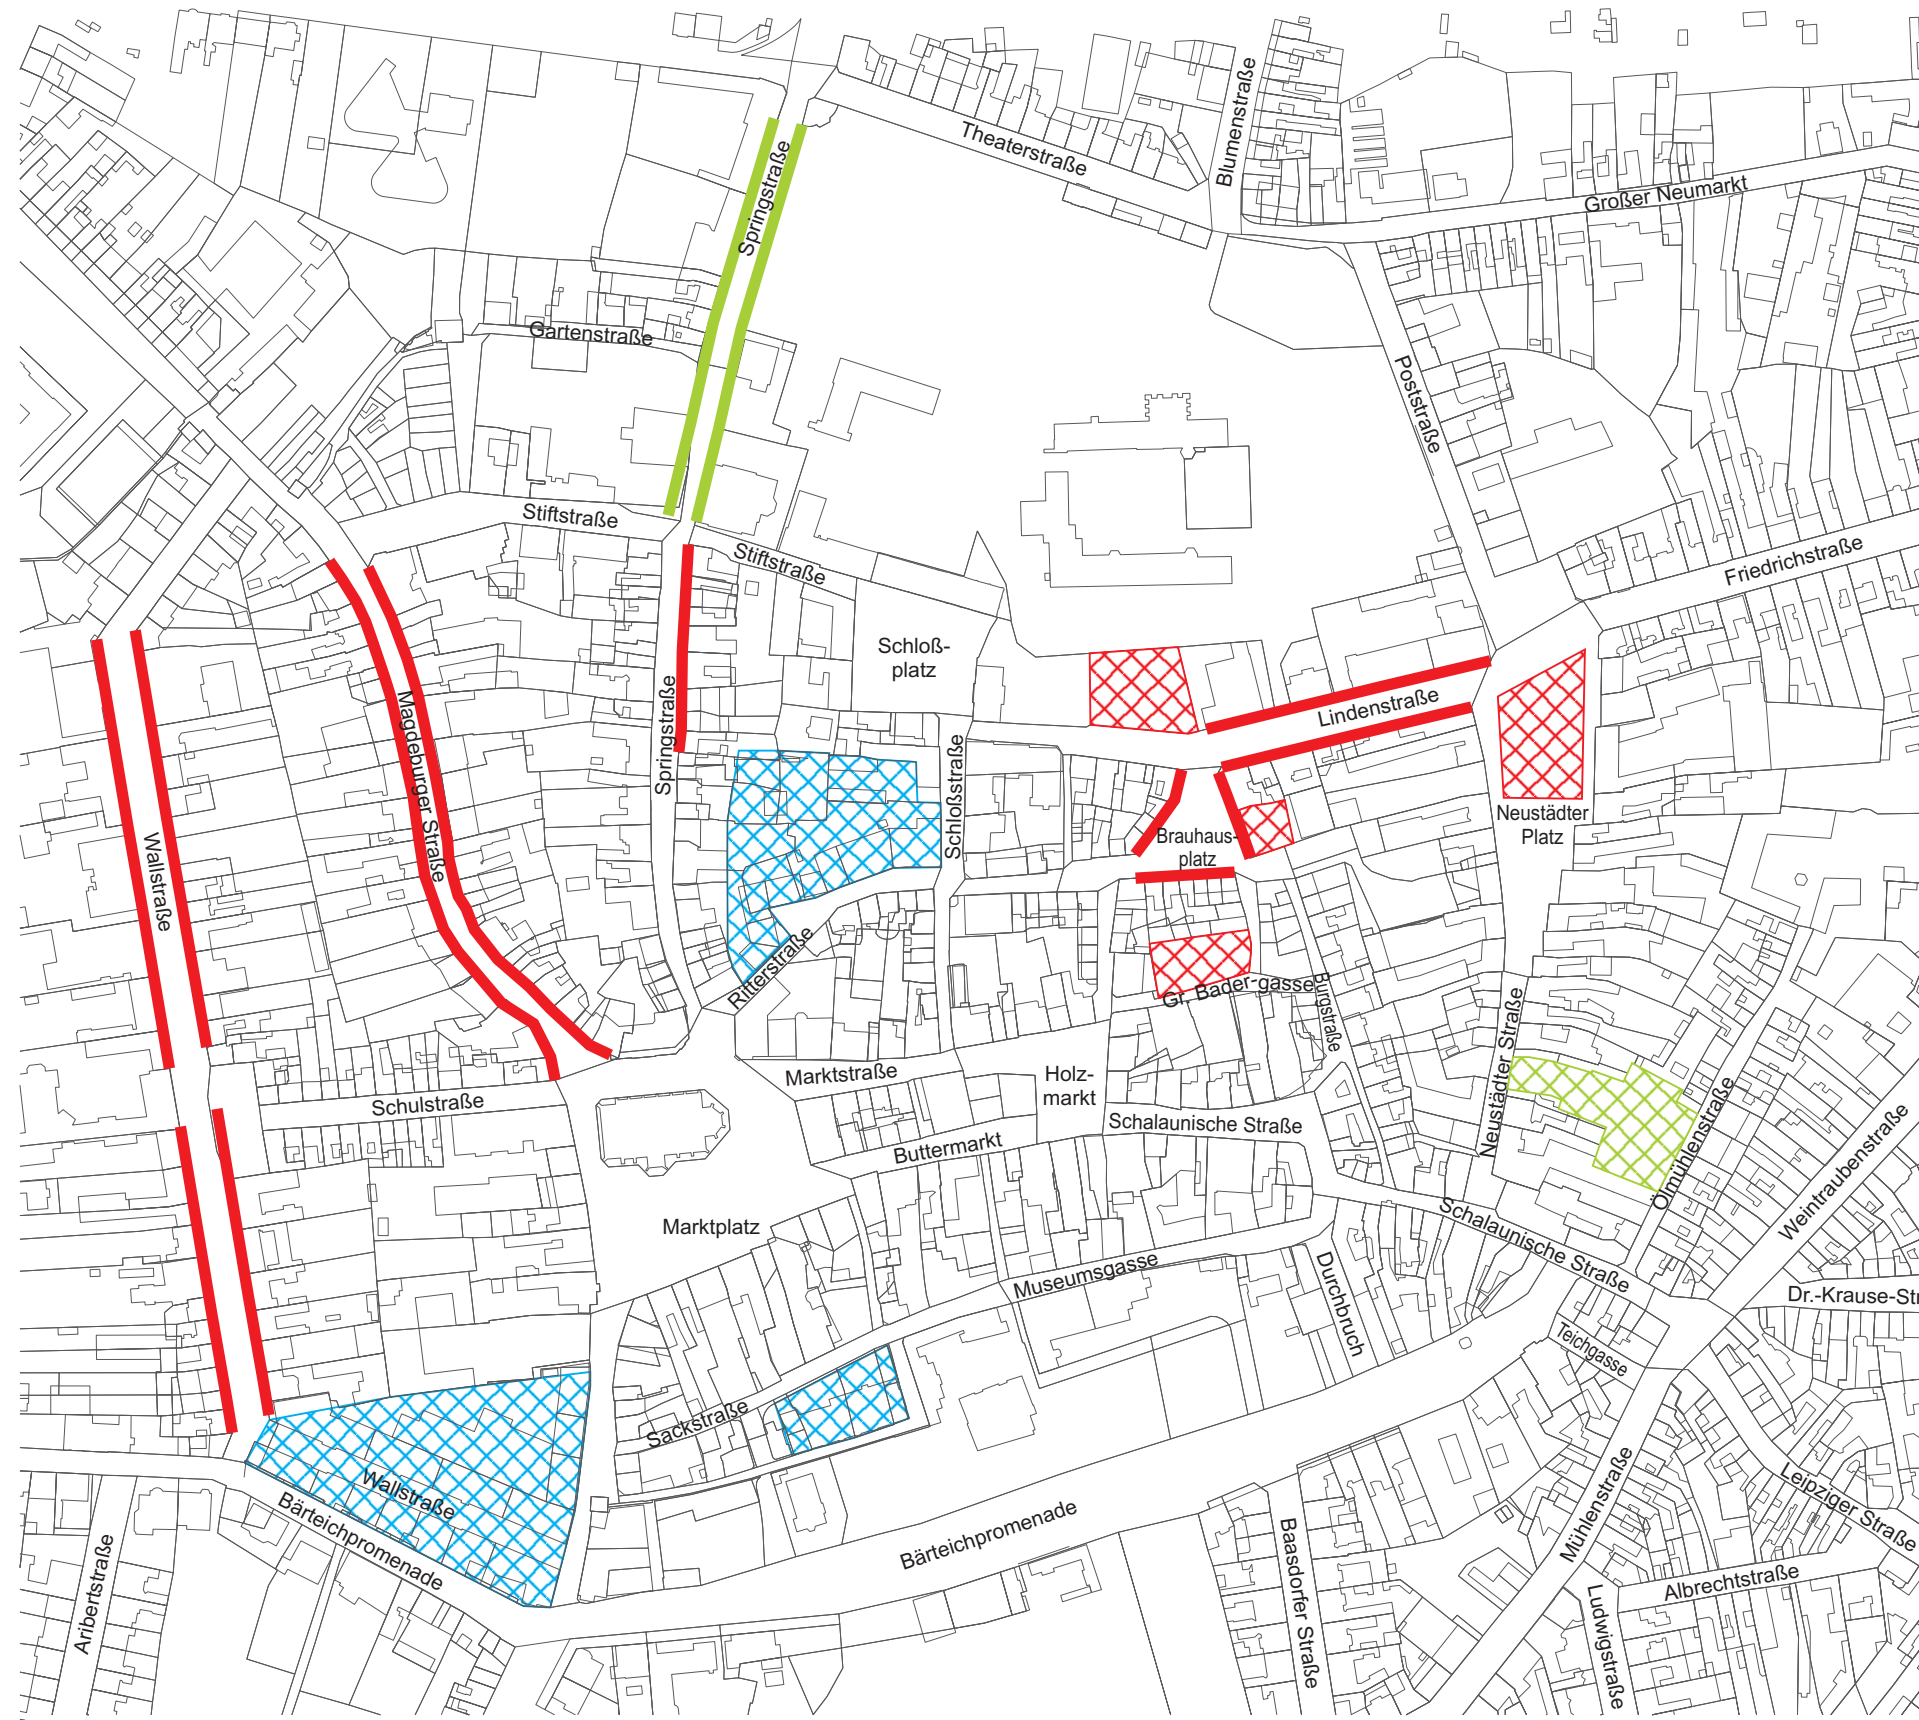 Blumenstraße
Theaterstraße
Springstraße
Großer Neumarkt
Gartenstraße
Poststraße
Stiftstraße
Stiftstraße
Friedrichstraße
Schloß-
platz
Springstraße
Lindenstraße
Magdeburger Straße
Schloßstraße
Neustädter
Platz
Brauhaus-
platz
Wallstraße
Ritterstraße
Gr. Bader-gasse
Burgstraße
Neustädter Straße
Marktstraße
Holz-
markt
Schulstraße
Schalaunische Straße
Buttermarkt
Ölmühlenstraße
Weintraubenstraße
Marktplatz
Schalaunische Straße
Museumsgasse
Durchbruch
Dr.-Krause-Str
Teichgasse
Sackstraße
Wallstraße
Bärteichpromenade
Bärteichpromenade
Mühlenstraße
Leipziger Straße
Aribertstraße
Baasdorfer Straße
Albrechtstraße
Ludwigstraße